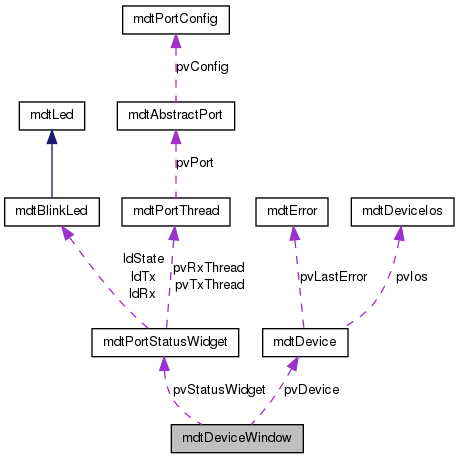 mdtPortConfig
pvConfig
mdtLed
mdtAbstractPort
pvPort
mdtBlinkLed
mdtPortThread
mdtError
mdtDeviceIos
ldState
ldTx
ldRx
pvRxThread
pvTxThread
pvLastError
pvIos
mdtPortStatusWidget
mdtDevice
pvStatusWidget
pvDevice
mdtDeviceWindow